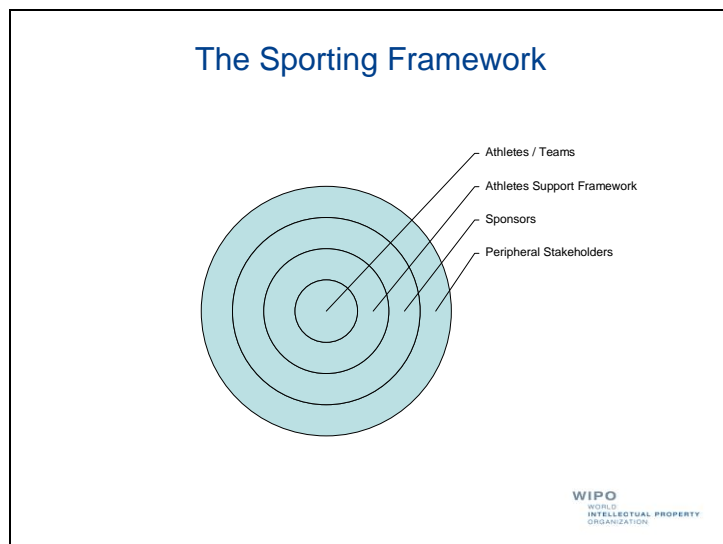 The Sporting Framework
Athletes / Teams
Athletes Support Framework
Sponsors
Peripheral Stakeholders
WIPO
WORLD
INTELLECTUAL PROPERTY
ORGANIZATION